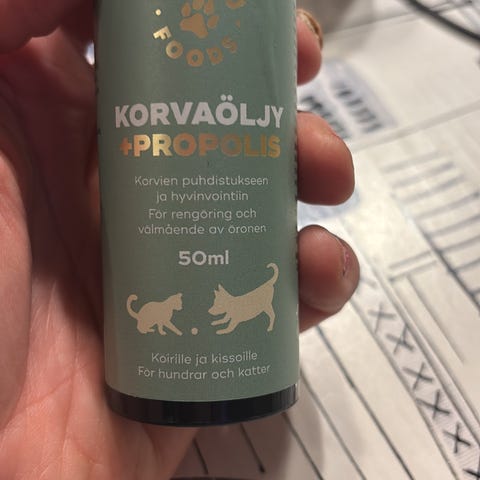 FOODS
KORVAÖLJY
+PROPOLIS
Korvien puhdistukseen
ja hyvinvointiin
För rengöring och
välmående av öronen
50ml
Koirille ja kissoille
För hundrar och katter